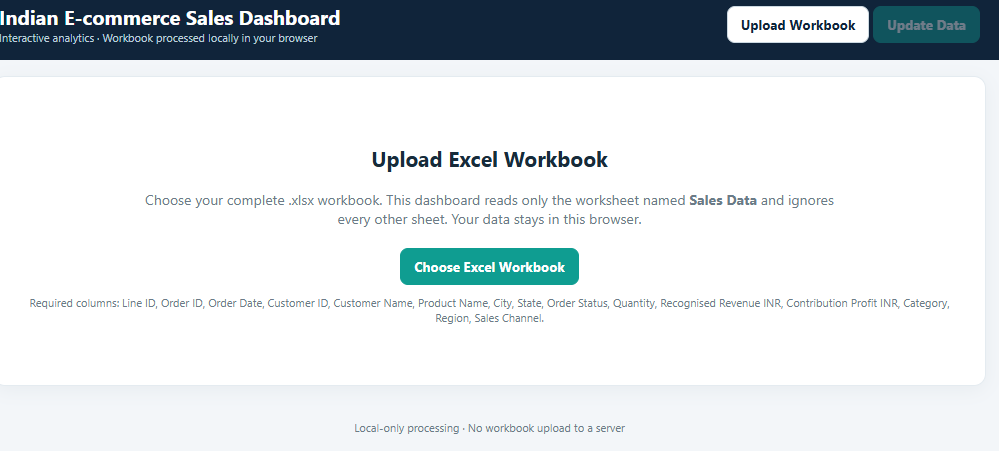 Indian E-commerce Sales Dashboard
Interactive analytics · Workbook processed locally in your browser
Upload Workbook
Update Data
Upload Excel Workbook
Choose your complete .xlsx workbook. This dashboard reads only the worksheet named Sales Data and ignores
every other sheet. Your data stays in this browser.
Choose Excel Workbook
Required columns: Line ID, Order ID, Order Date, Customer ID, Customer Name, Product Name, City, State, Order Status, Quantity, Recognised Revenue INR, Contribution Profit INR, Category,
Region, Sales Channel.
Local-only processing · No workbook upload to a server